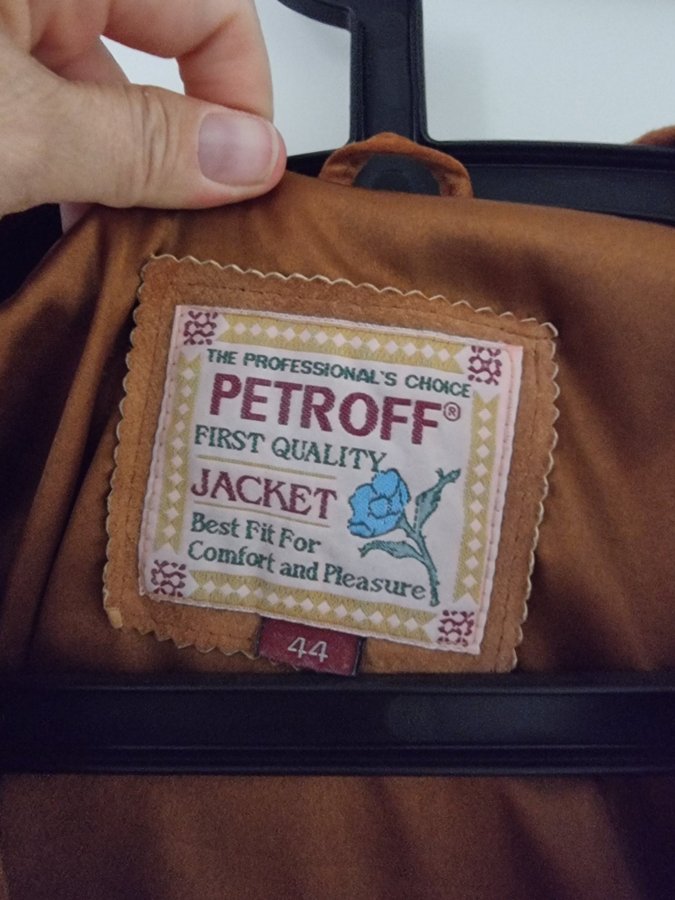 THE PROFESSIONAL'S CHOICE
PETROFF®
FIRST QUALITY
JACKET
Best Fit For
Comfort and Pleasure
44